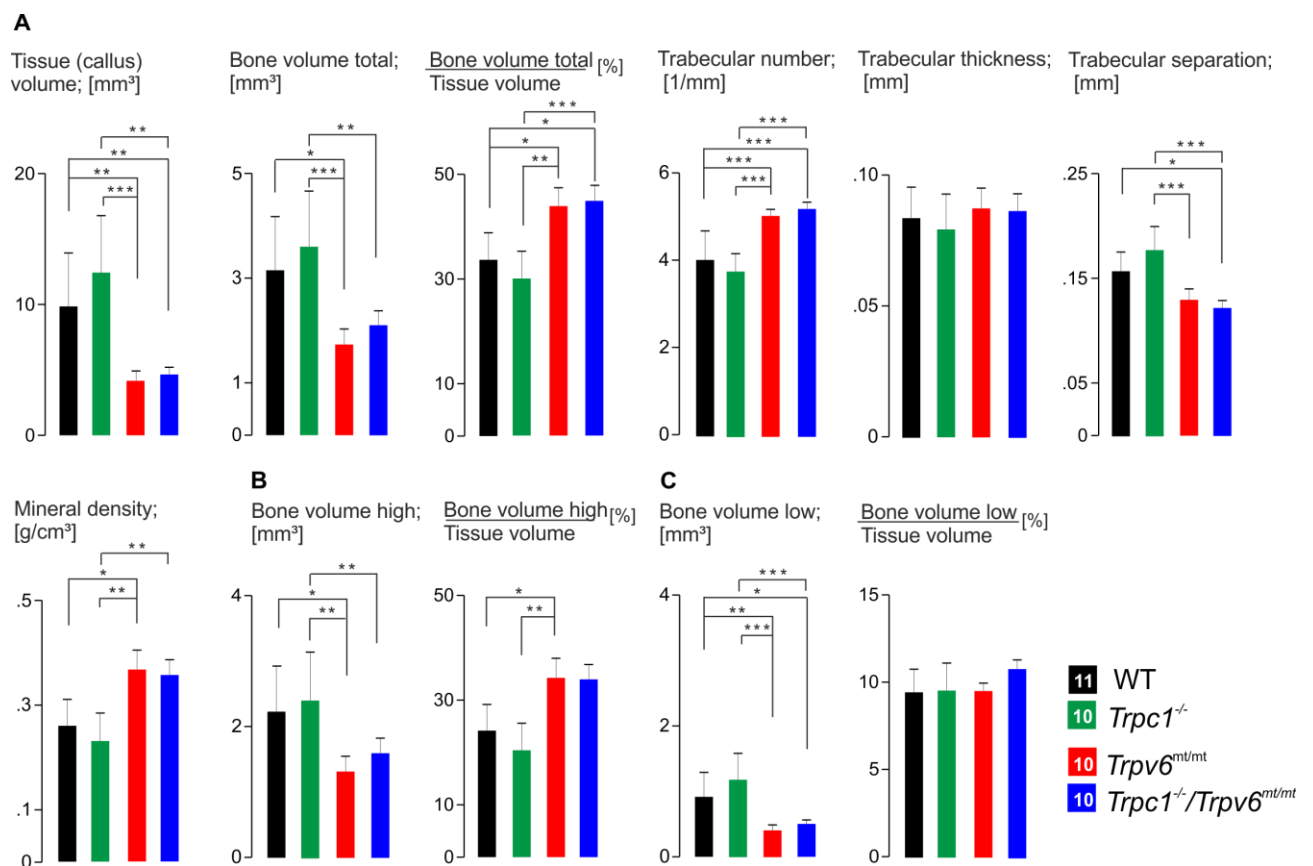 A
Tissue (callus)
volume; [mm³]
20
10
0
** ** ** ***
Bone volume total;
[mm³]
5
3
1
0
** * ***
Bone volume total [%]
Tissue volume
50
30
10
0
*** * * **
Trabecular number;
[1/mm]
6
4
2
0
*** *** *** ***
Trabecular thickness;
[mm]
.10
.05
0
Trabecular separation;
[mm]
.25
.15
.05
0
*** * ***
Mineral density;
[g/cm³]
.5
.3
.1
0
** * **
B
Bone volume high;
[mm³]
4
2
0
** * **
Bone volume high [%]
Tissue volume
50
30
10
0
* **
C
Bone volume low;
[mm³]
4
2
0
*** * ** ***
Bone volume low [%]
Tissue volume
15
10
5
0
11 WT
10 Trpc1-/-
10 Trpv6mt/mt
10 Trpc1-/-/Trpv6mt/mt